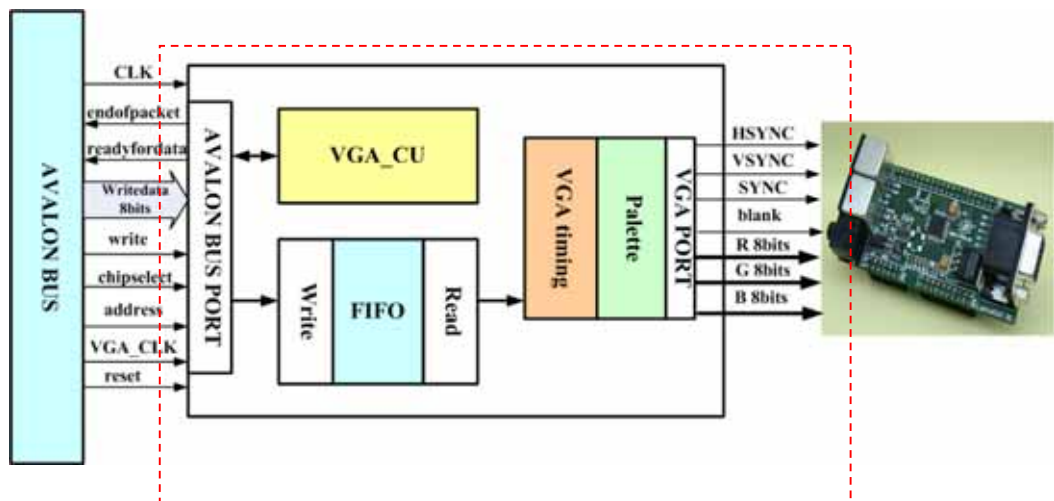 AVALON BUS
CLK
endofpacket
readyfordata
Writedata
8bits
write
chipselect
address
VGA_CLK
reset
AVALON BUS PORT
VGA_CU
Write
FIFO
Read
VGA timing
Palette
VGA PORT
HSYNC
VSYNC
SYNC
blank
R 8bits
G 8bits
B 8bits